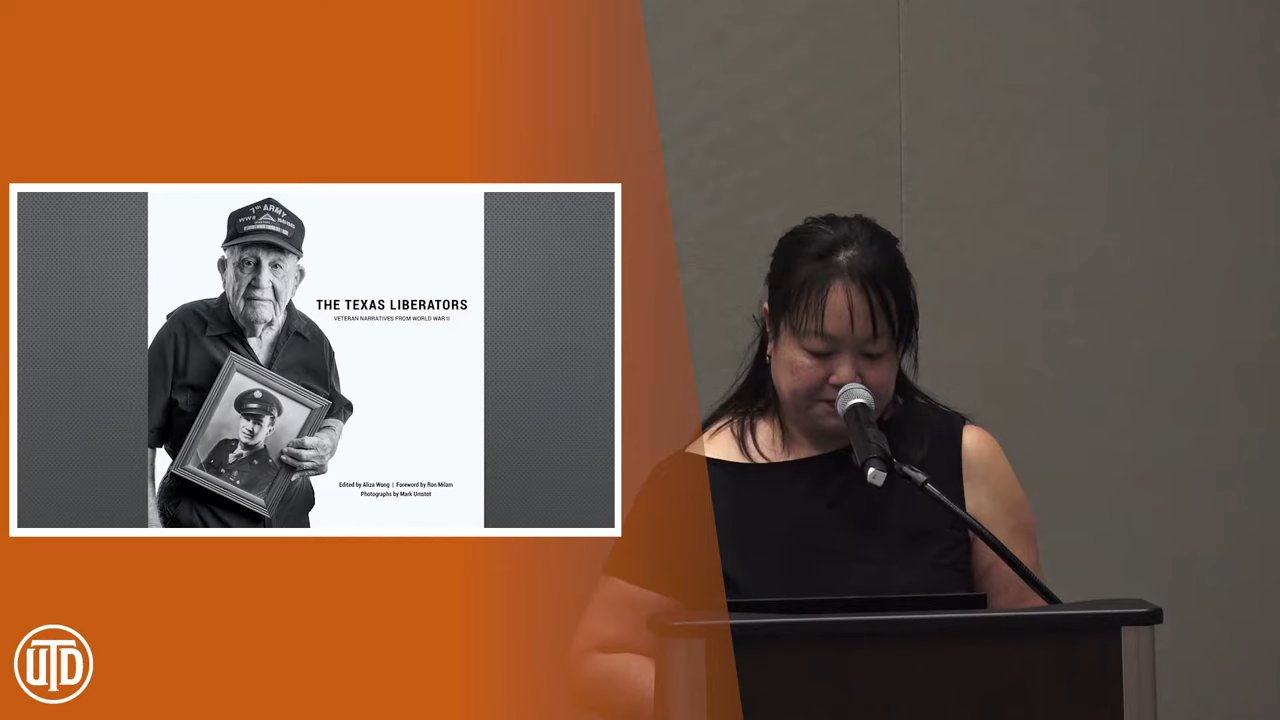 7th ARMY
THE TEXAS LIBERATORS
VETERAN NARRATIVES FROM WORLD WAR II
Edited by Aliza Wong | Foreword by Ron Milam
Photographs by Mark Umstot
UTD